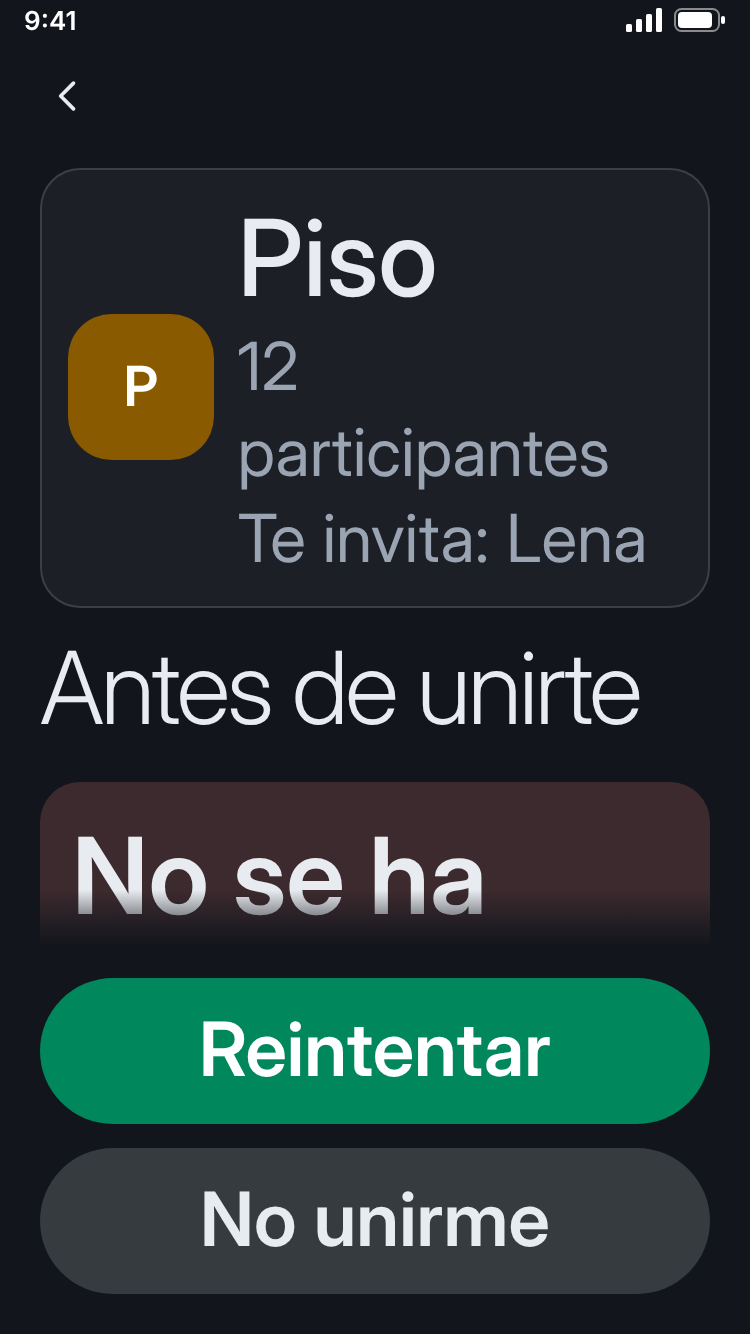 9:41
Piso
P
12
participantes
Te invita: Lena
Antes de unirte
No se ha
Reintentar
No unirme